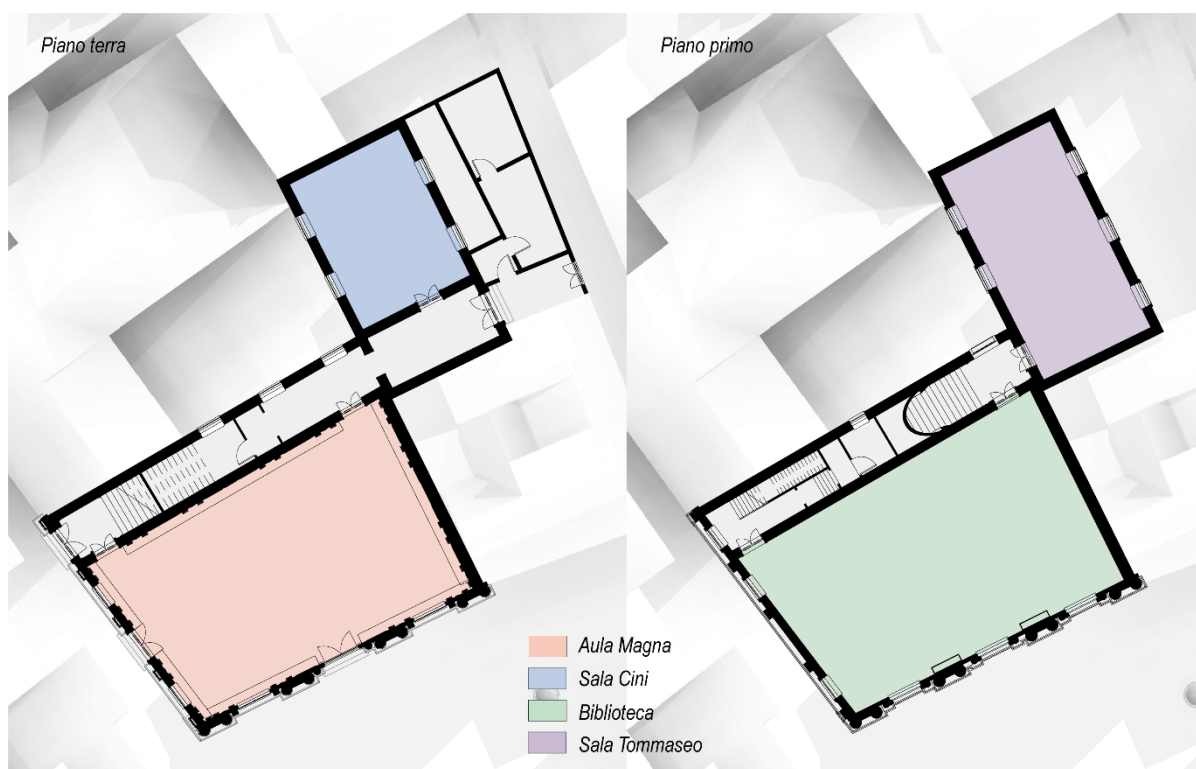 Piano terra
Piano primo
Aula Magna
Sala Cini
Biblioteca
Sala Tommaseo